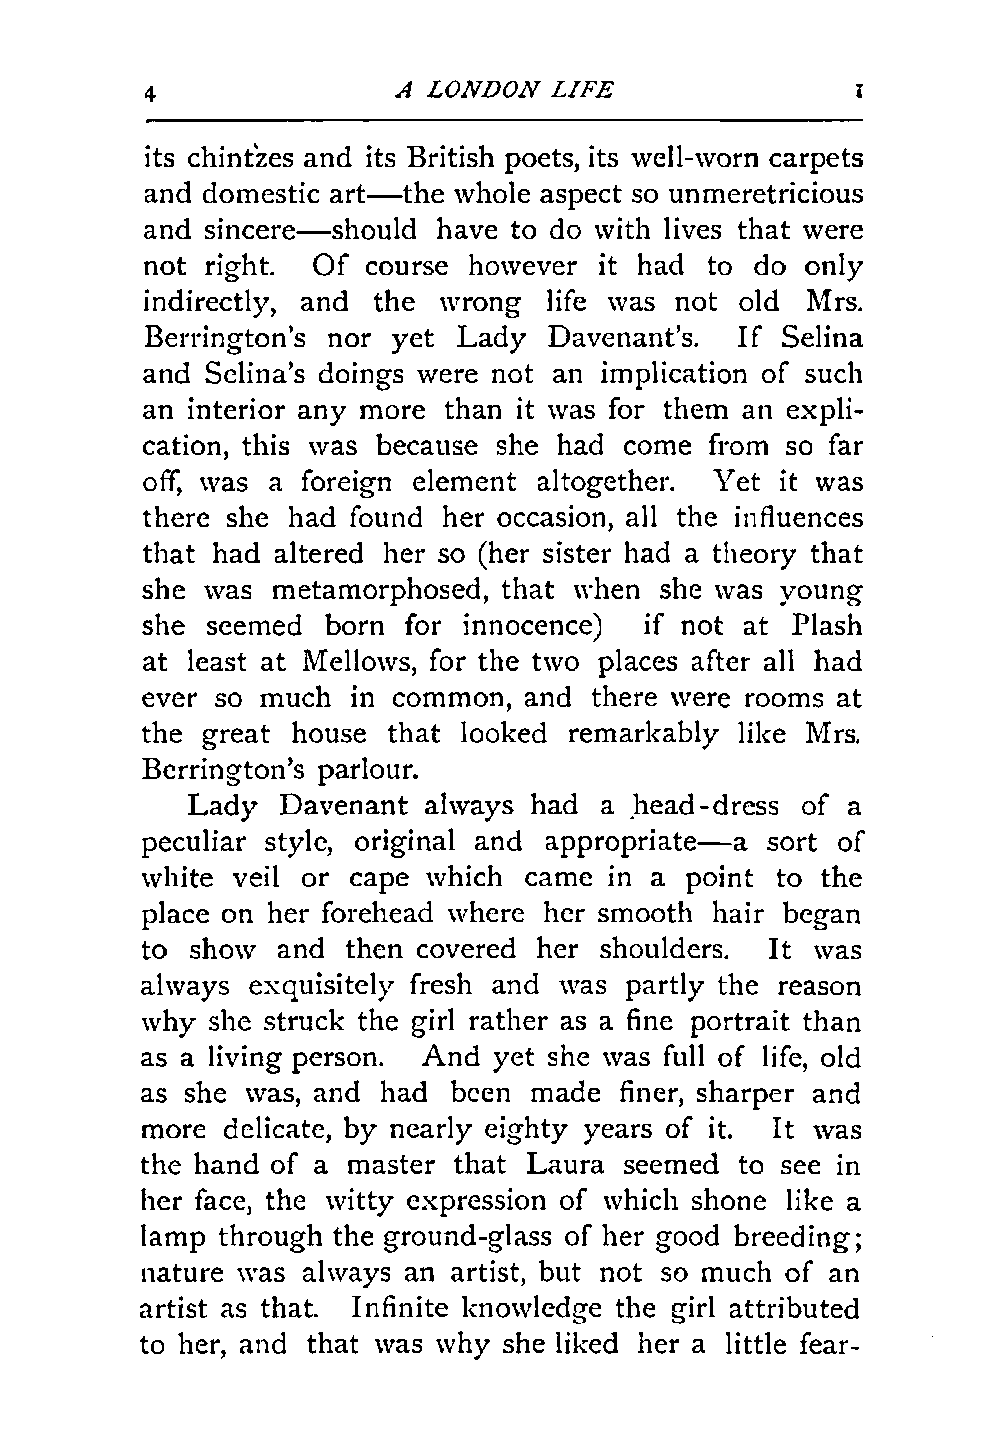 4 A LONDON LIFE I
its chintzes and its British poets, its well-worn carpets
and domestic art—the whole aspect so unmeretricious
and sincere—should have to do with lives that were
not right. Of course however it had to do only
indirectly, and the wrong life was not old Mrs.
Berrington's nor yet Lady Davenant's. If Selina
and Selina's doings were not an implication of such
an interior any more than it was for them an expli-
cation, this was because she had come from so far
off, was a foreign element altogether. Yet it was
there she had found her occasion, all the influences
that had altered her so (her sister had a theory that
she was metamorphosed, that when she was young
she seemed born for innocence) if not at Plash
at least at Mellows, for the two places after all had
ever so much in common, and there were rooms at
the great house that looked remarkably like Mrs.
Berrington's parlour.
Lady Davenant always had a head-dress of a
peculiar style, original and appropriate—a sort of
white veil or cape which came in a point to the
place on her forehead where her smooth hair began
to show and then covered her shoulders. It was
always exquisitely fresh and was partly the reason
why she struck the girl rather as a fine portrait than
as a living person. And yet she was full of life, old
as she was, and had been made finer, sharper and
more delicate, by nearly eighty years of it. It was
the hand of a master that Laura seemed to see in
her face, the witty expression of which shone like a
lamp through the ground-glass of her good breeding;
nature was always an artist, but not so much of an
artist as that. Infinite knowledge the girl attributed
to her, and that was why she liked her a little fear-